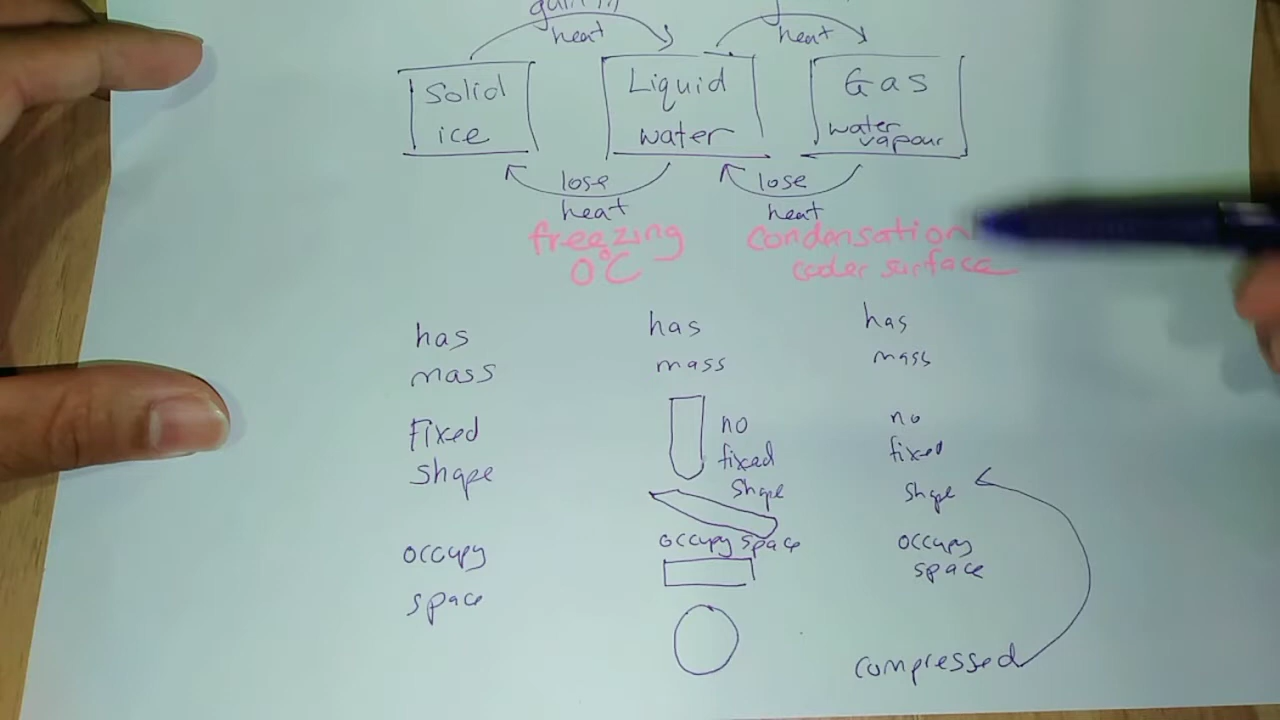 gain in
heat
heat
Solid
ice
Liquid
water
Gas
water
vapour
lose
heat
lose
heat
freezing
0°C
condensation
cooler surface
has
mass
Fixed
shape
occupy
space
has
mass
no
fixed
shape
occupy space
has
mass
no
fixed
shape
occupy
space
compressed